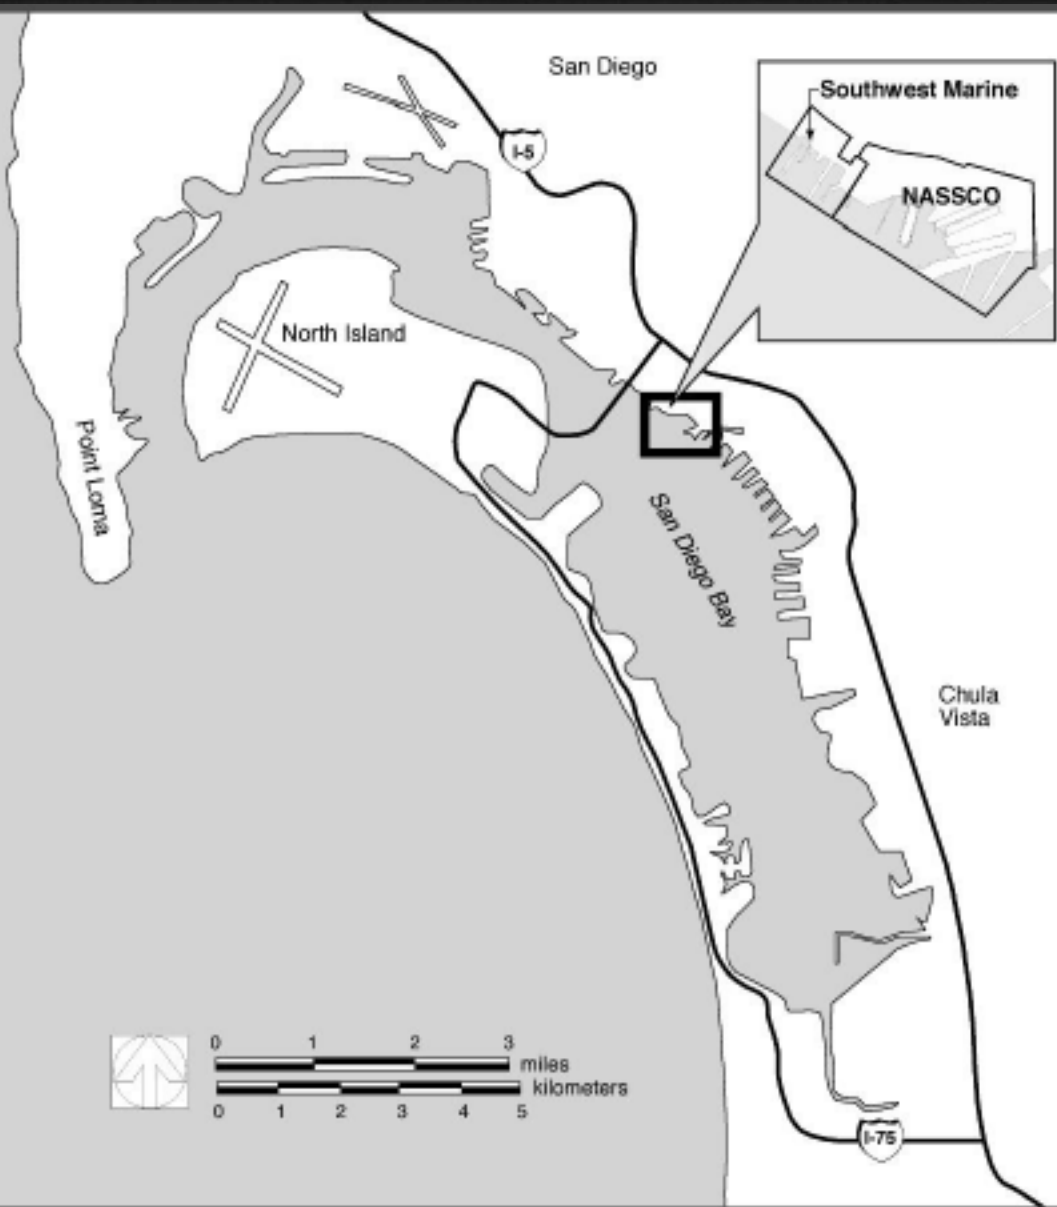 San Diego
Southwest Marine
I-5
NASSCO
North Island
Point Loma
San Diego Bay
Chula
Vista
0 1 2 3
miles
kilometers
0 1 2 3 4 5
I-75